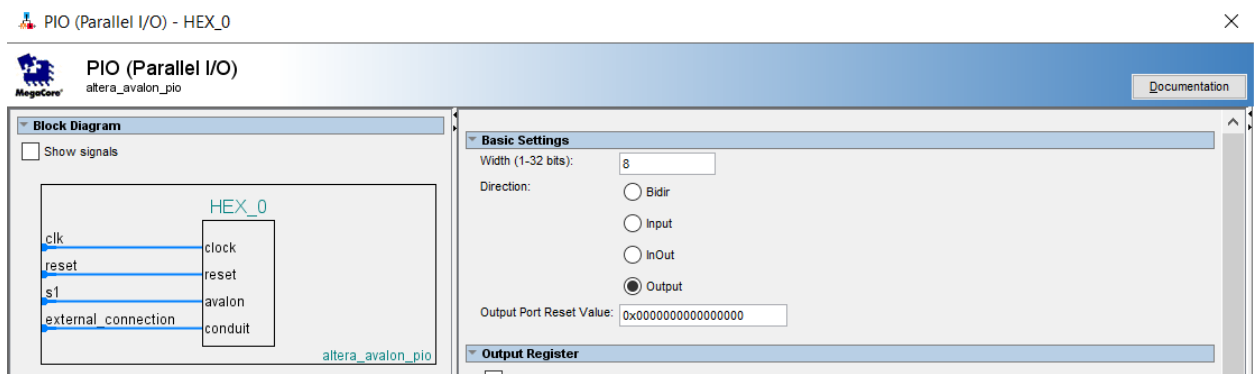 PIO (Parallel I/O) - HEX_0
PIO (Parallel I/O)
altera_avalon_pio
MegaCore'
Documentation
Block Diagram
Show signals
HEX_0
clk
clock
reset
reset
s1
avalon
external_connection
conduit
altera_avalon_pio
Basic Settings
Width (1-32 bits): 8
Direction:
Bidir
Input
InOut
Output
Output Port Reset Value: 0x0000000000000000
Output Register